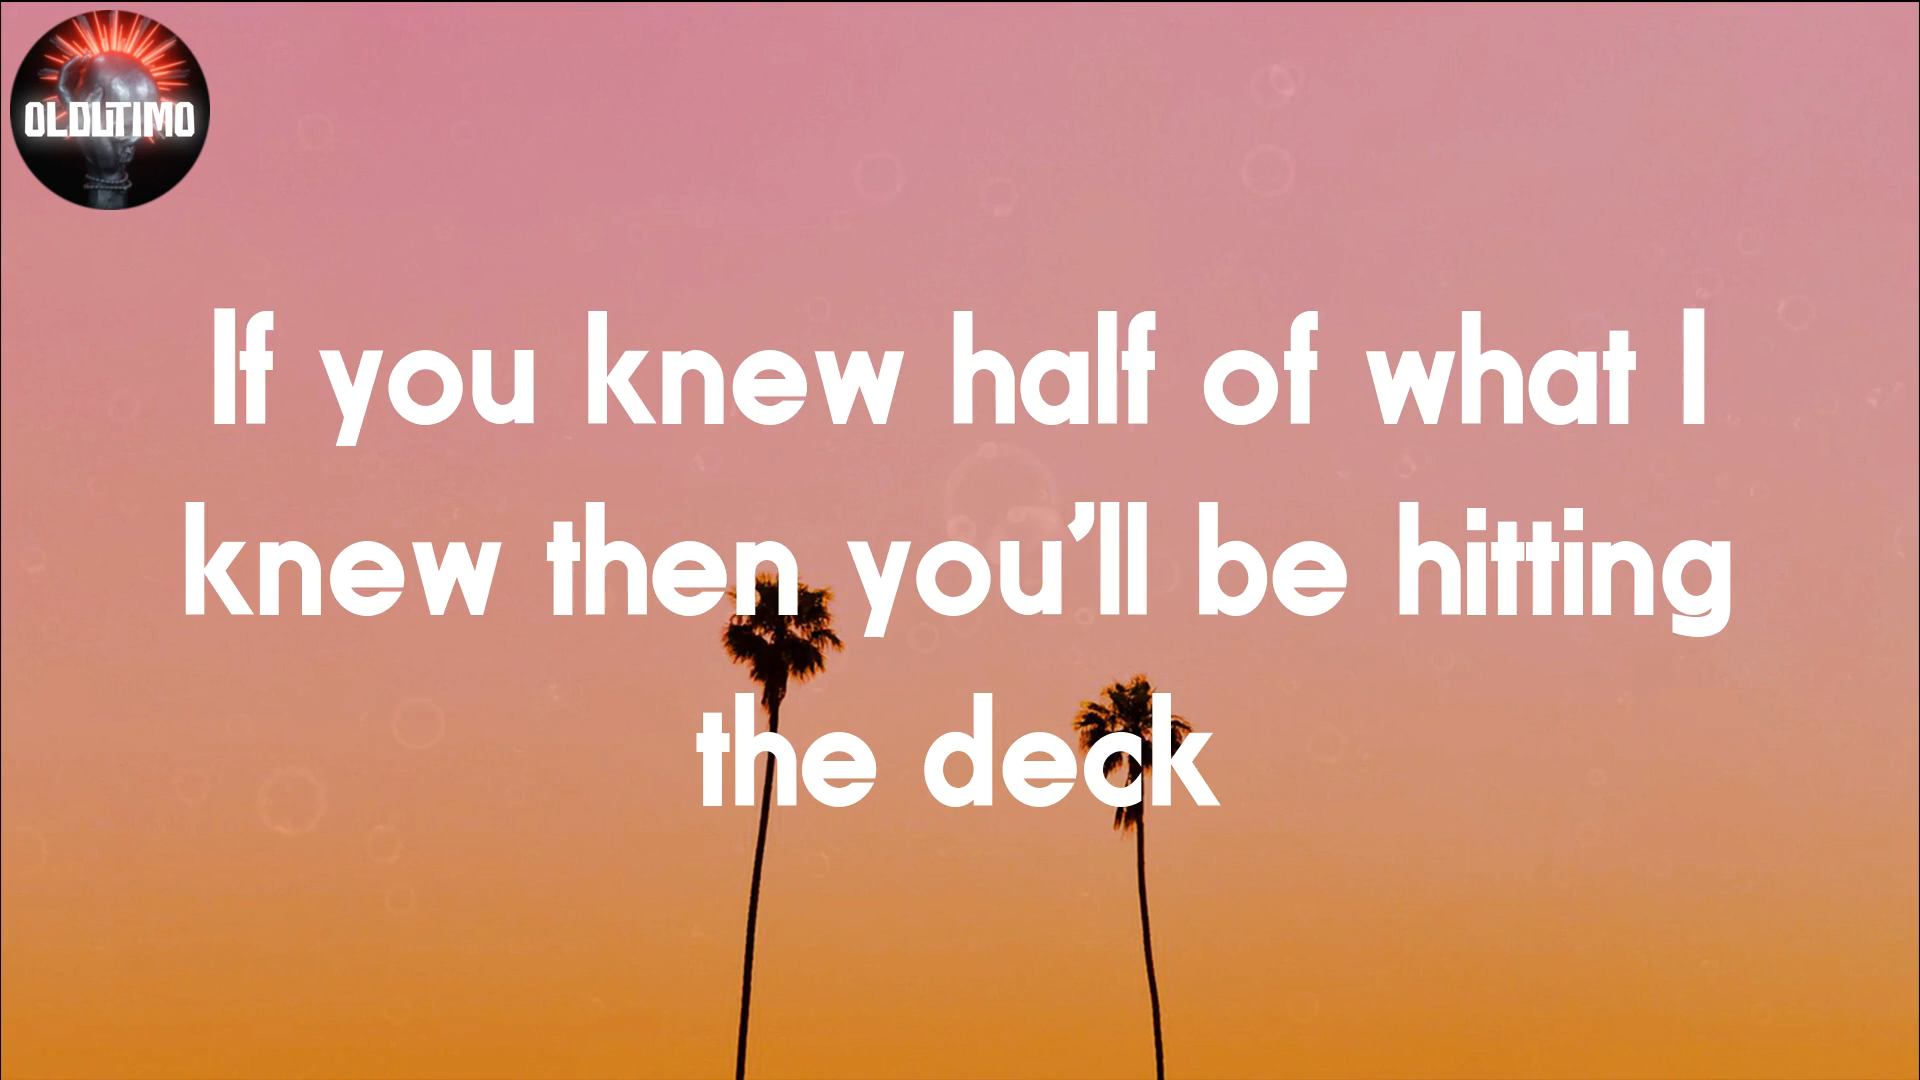 OLDUTIMO
If you knew half of what I
knew then you'll be hitting
the deck